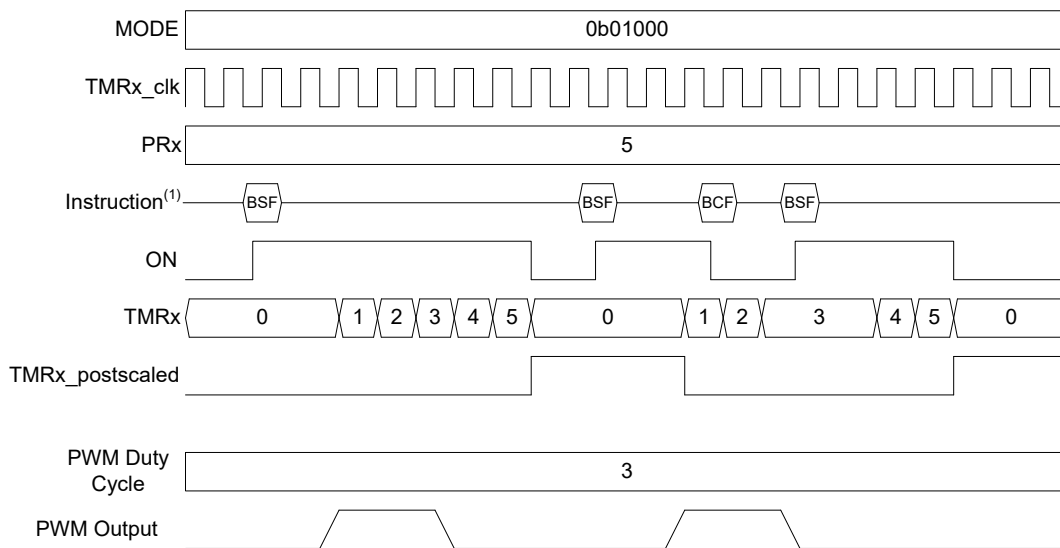 MODE
0b01000
TMRx_clk
PRx
5
Instruction(1)
BSF
BSF
BCF
BSF
ON
TMRx
0
1
2
3
4
5
0
1
2
3
4
5
0
TMRx_postscaled
PWM Duty
Cycle
3
PWM Output